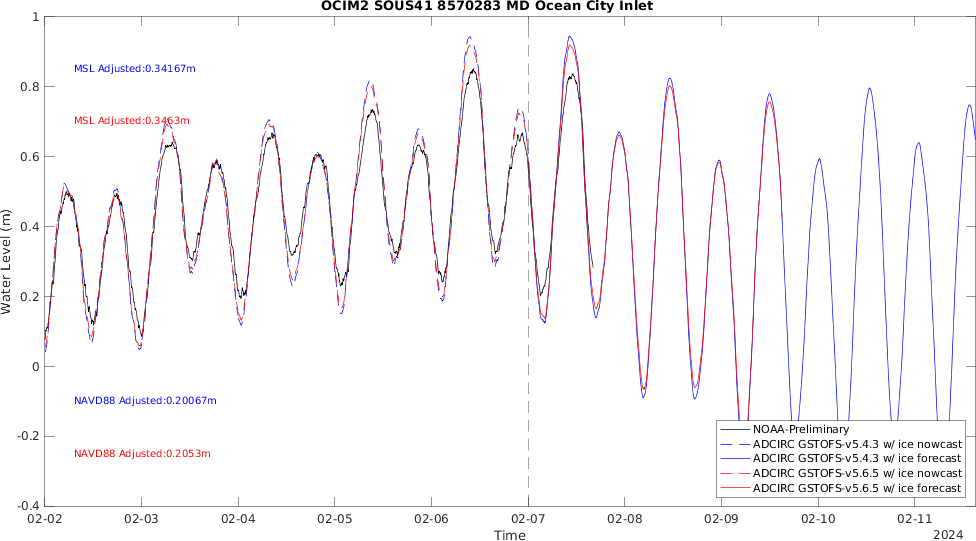 OCIM2 SOUS41 8570283 MD Ocean City Inlet
1
0.8
0.6
0.4
0.2
0
-0.2
-0.4
Water Level (m)
MSL Adjusted:0.34167m
MSL Adjusted:0.3463m
NAVD88 Adjusted:0.20067m
NAVD88 Adjusted:0.2053m
NOAA-Preliminary
ADCIRC GSTOFS-v5.4.3 w/ ice nowcast
ADCIRC GSTOFS-v5.4.3 w/ ice forecast
ADCIRC GSTOFS-v5.6.5 w/ ice nowcast
ADCIRC GSTOFS-v5.6.5 w/ ice forecast
02-02 02-03 02-04 02-05 02-06 02-07 02-08 02-09 02-10 02-11
Time
2024